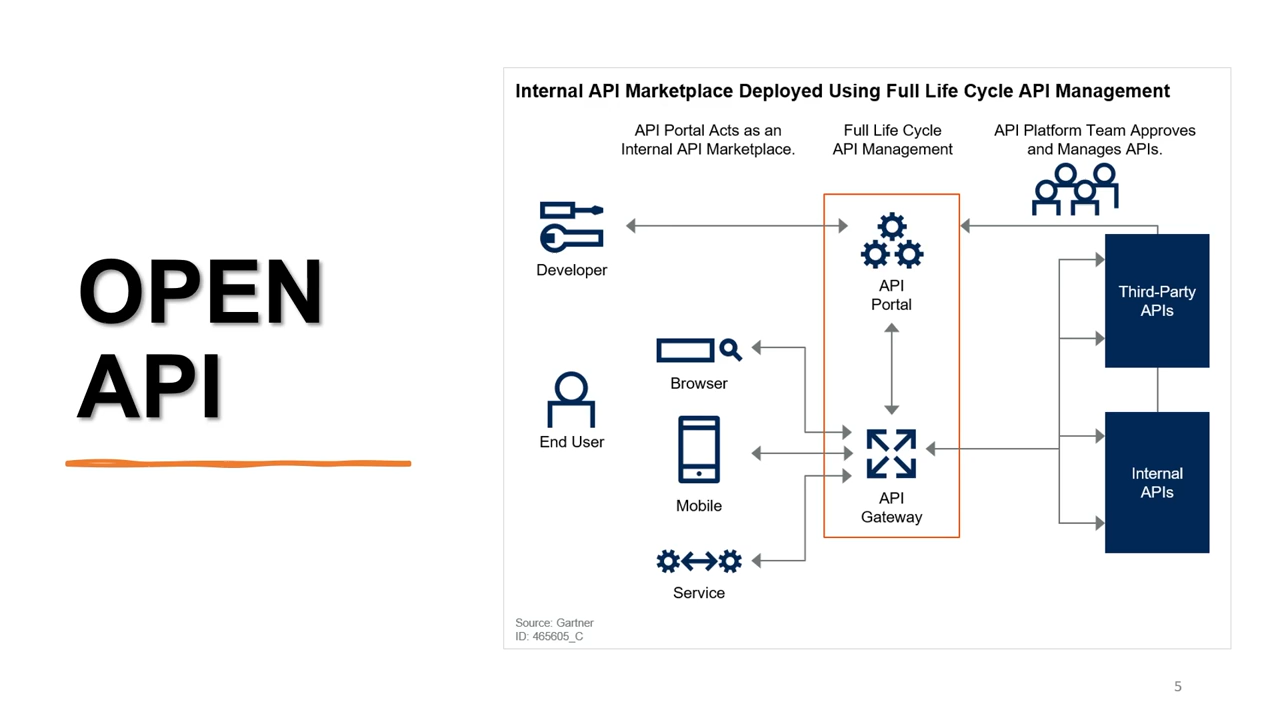 OPEN
API
Internal API Marketplace Deployed Using Full Life Cycle API Management
API Portal Acts as an
Internal API Marketplace.
Full Life Cycle
API Management
API Platform Team Approves
and Manages APIs.
Developer
API
Portal
Third-Party
APIs
Browser
End User
Mobile
API
Gateway
Internal
APIs
Service
Source: Gartner
ID: 465605_C
5